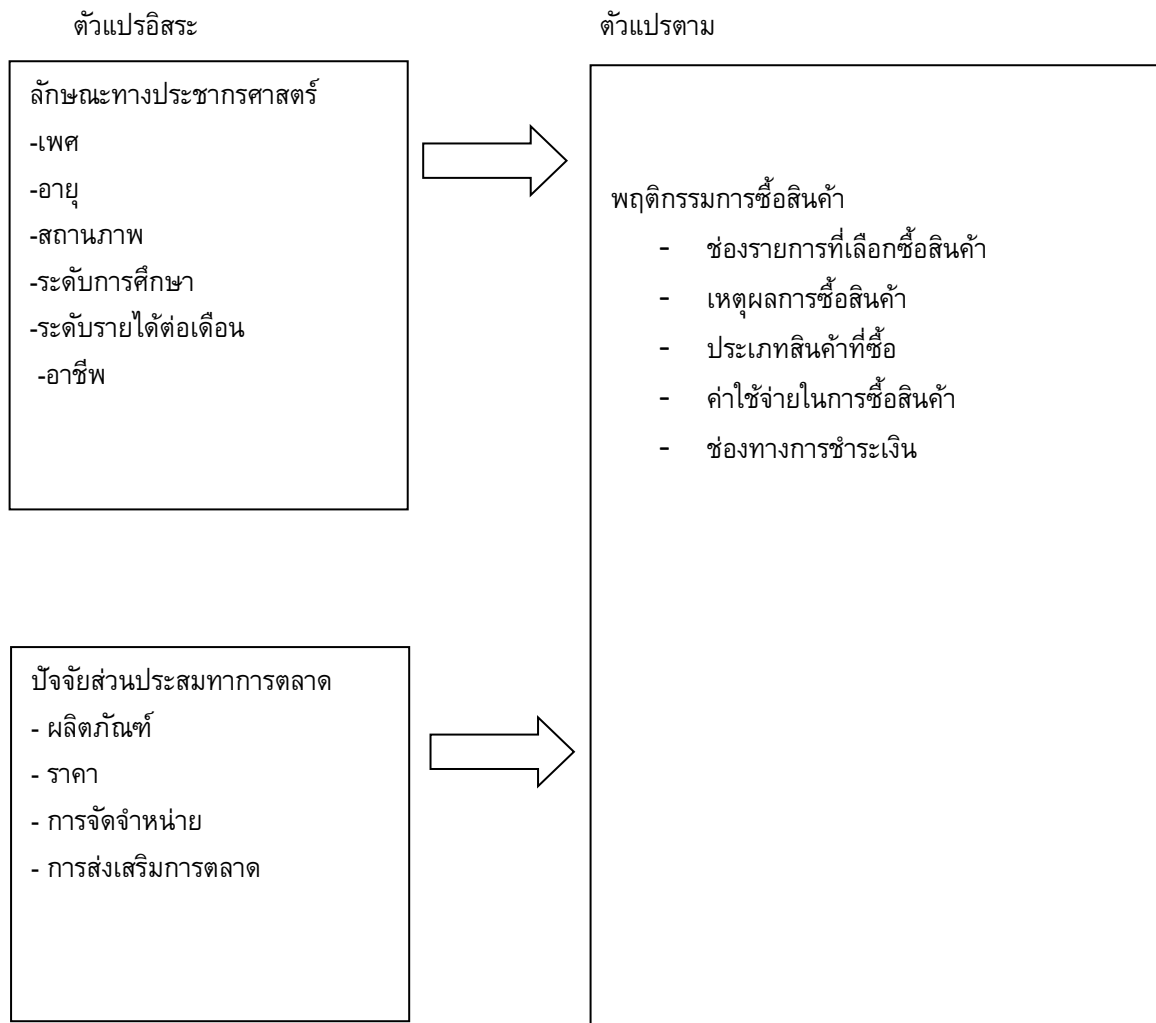 ตัวแปรอิสระ
ตัวแปรตาม
ลักษณะทางประชากรศาสตร์
-เพศ
-อายุ
-สถานภาพ
-ระดับการศึกษา
-ระดับรายได้ต่อเดือน
-อาชีพ
พฤติกรรมการซื้อสินค้า
- ช่องรายการที่เลือกซื้อสินค้า
- เหตุผลการซื้อสินค้า
- ประเภทสินค้าที่ซื้อ
- ค่าใช้จ่ายในการซื้อสินค้า
- ช่องทางการชำระเงิน
ปัจจัยส่วนประสมทาการตลาด
- ผลิตภัณฑ์
- ราคา
- การจัดจำหน่าย
- การส่งเสริมการตลาด